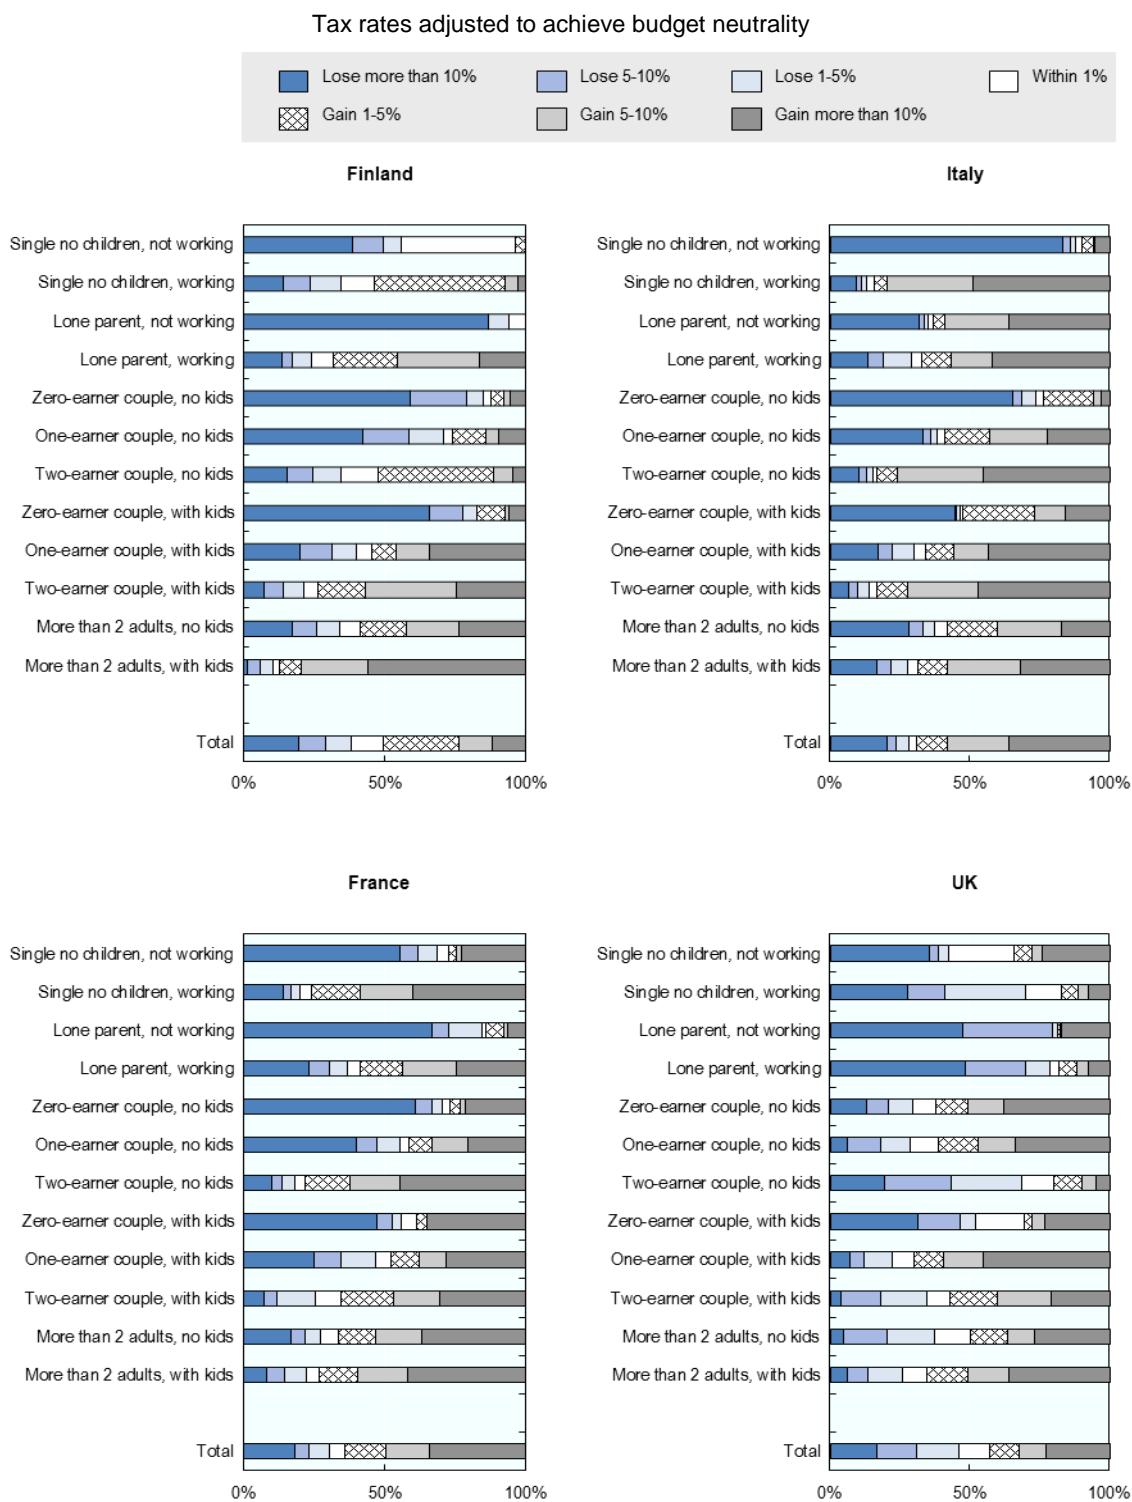 Tax rates adjusted to achieve budget neutrality
Lose more than 10% Lose 5-10% Lose 1-5% Within 1%
Gain 1-5% Gain 5-10% Gain more than 10%
Finland
Single no children, not working
Single no children, working
Lone parent, not working
Lone parent, working
Zero-earner couple, no kids
One-earner couple, no kids
Two-earner couple, no kids
Zero-earner couple, with kids
One-earner couple, with kids
Two-earner couple, with kids
More than 2 adults, no kids
More than 2 adults, with kids
Total
0% 50% 100%
Italy
Single no children, not working
Single no children, working
Lone parent, not working
Lone parent, working
Zero-earner couple, no kids
One-earner couple, no kids
Two-earner couple, no kids
Zero-earner couple, with kids
One-earner couple, with kids
Two-earner couple, with kids
More than 2 adults, no kids
More than 2 adults, with kids
Total
0% 50% 100%
France
Single no children, not working
Single no children, working
Lone parent, not working
Lone parent, working
Zero-earner couple, no kids
One-earner couple, no kids
Two-earner couple, no kids
Zero-earner couple, with kids
One-earner couple, with kids
Two-earner couple, with kids
More than 2 adults, no kids
More than 2 adults, with kids
Total
0% 50% 100%
UK
Single no children, not working
Single no children, working
Lone parent, not working
Lone parent, working
Zero-earner couple, no kids
One-earner couple, no kids
Two-earner couple, no kids
Zero-earner couple, with kids
One-earner couple, with kids
Two-earner couple, with kids
More than 2 adults, no kids
More than 2 adults, with kids
Total
0% 50% 100%